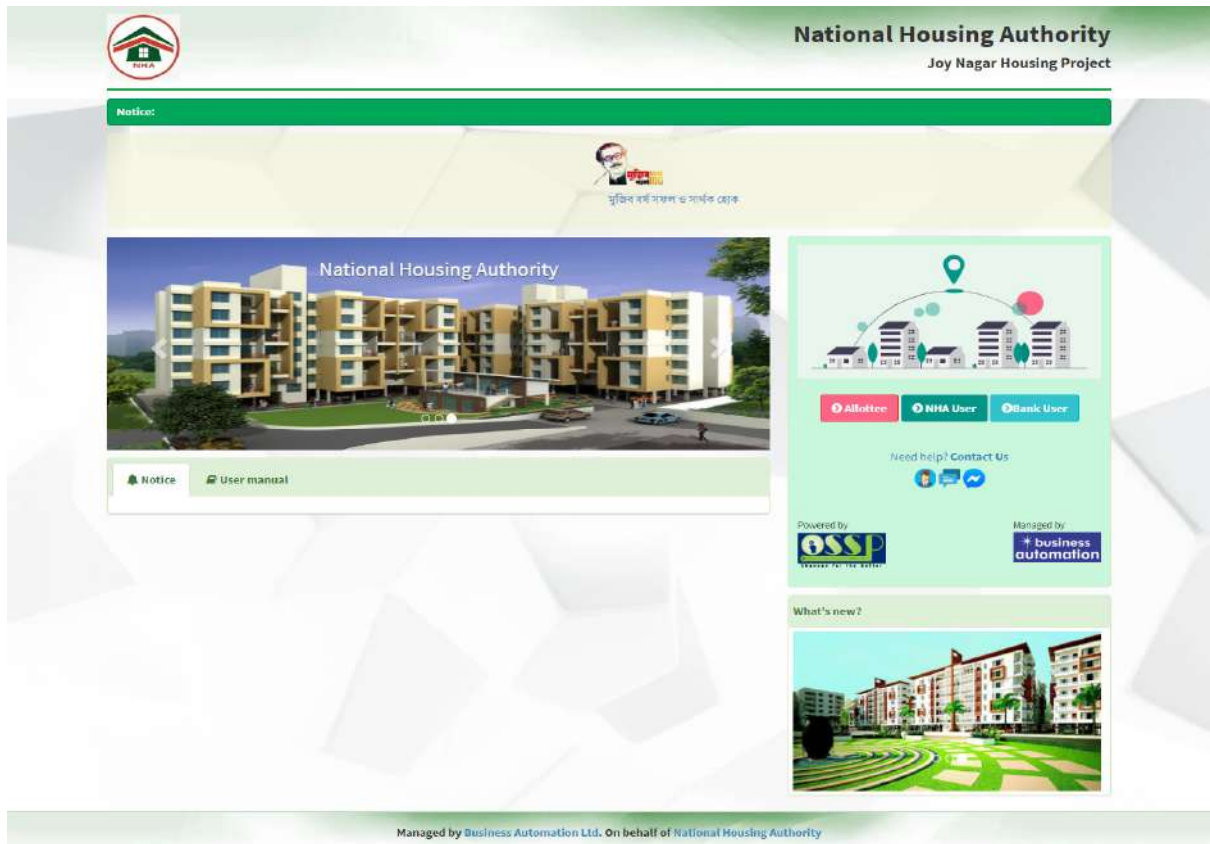 NHA
National Housing Authority
Joy Nagar Housing Project
Notice:
মুজিব
মুজিব বর্ষ সফল ও সার্থক হোক
National Housing Authority
Allottee
NHA User
Bank User
Need help? Contact Us
Notice
User manual
Powered by
Managed by
OSSP
business
automation
What's new?
Managed by Business Automation Ltd. On behalf of National Housing Authority